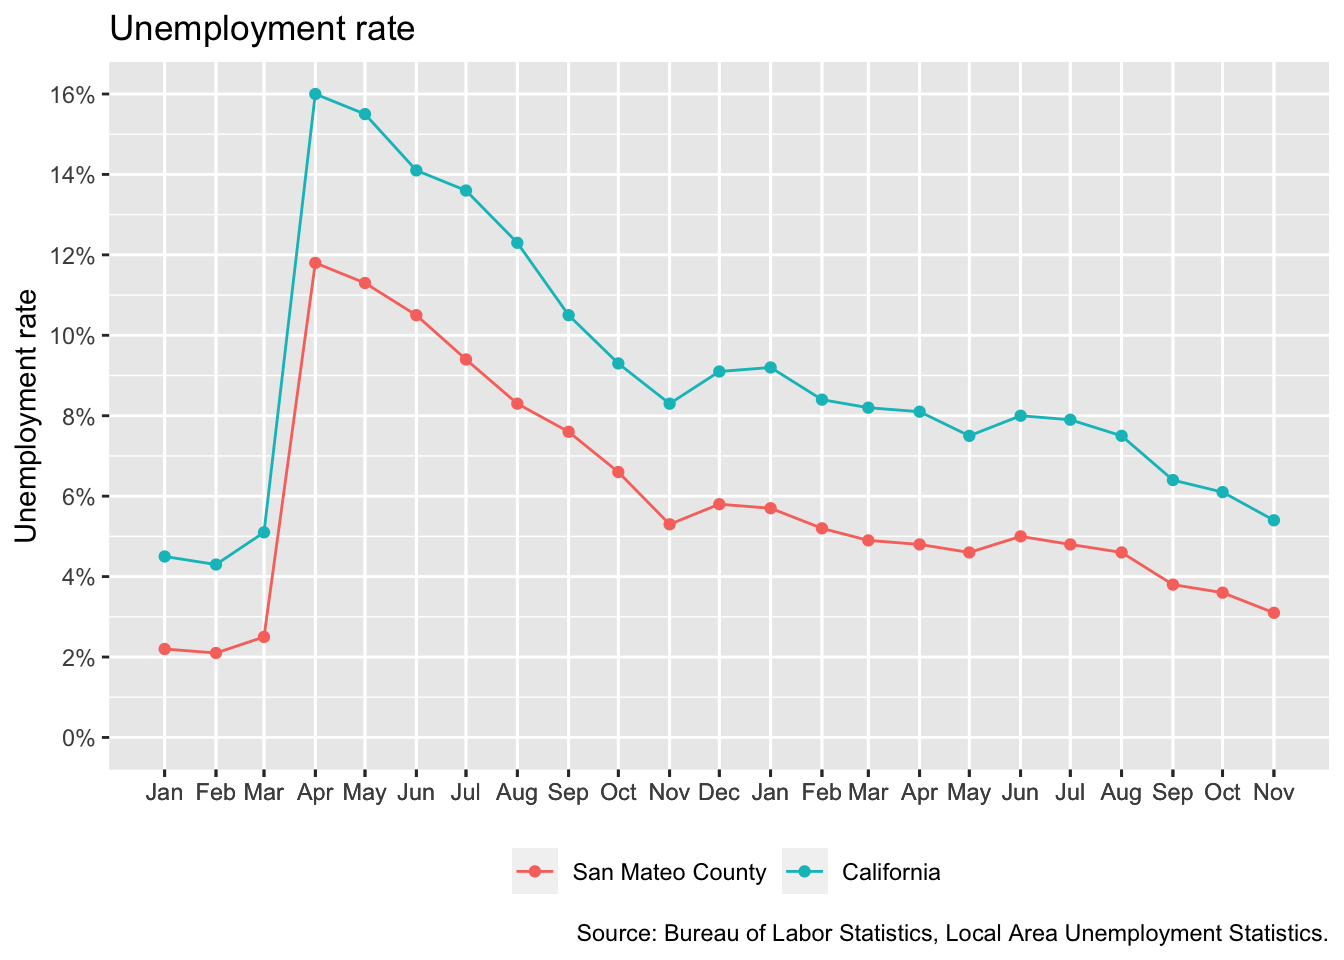 Unemployment rate
Unemployment rate
16%
14%
12%
10%
8%
6%
4%
2%
0%
Jan Feb Mar Apr May Jun Jul Aug Sep Oct Nov Dec Jan Feb Mar Apr May Jun Jul Aug Sep Oct Nov
San Mateo County California
Source: Bureau of Labor Statistics, Local Area Unemployment Statistics.